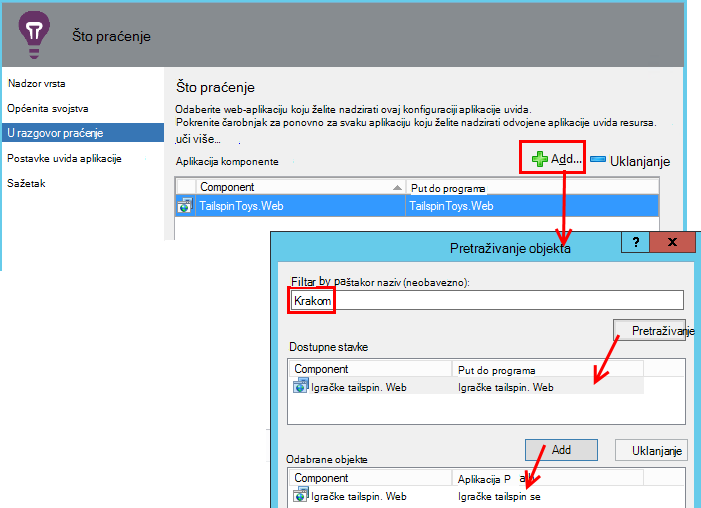 Što praćenje
Nadzor vrsta
Općenita svojstva
U razgovor praćenje
Postavke uvida aplikacije
Sažetak
Što praćenje
Odaberite web-aplikaciju koju želite nadzirati ovaj konfiguraciji aplikacije uvida.
Pokrenite čarobnjak za ponovno za svaku aplikaciju koju želite nadzirati odvojene aplikacije uvida resursa.
uči više...
Aplikacija komponente
Add...
Uklanjanje
Component Put do programa
TailspinToys.Web TailspinToys.Web
Pretraživanje objekta
? X
Filtar by pa štakor naziv (neobavezno):
Krakom
Pretraživanje
Dostupne stavke
Component Put do programa
Igračke tailspin. Web Igračke tailspin. Web
Add
Uklanjanje
Odabrane objekte
Component Aplikacija P
Igračke tailspin. Web Igračke tailspin se